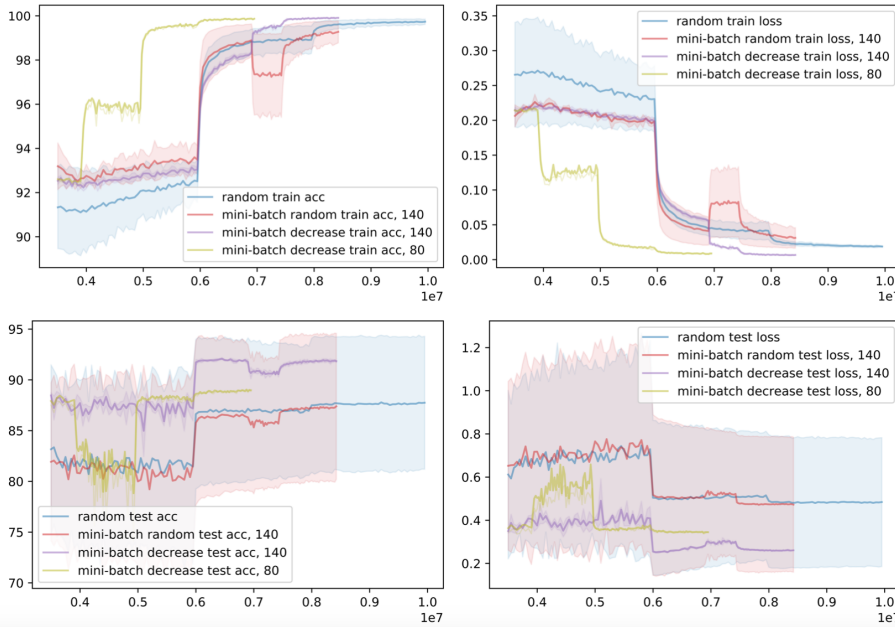 100
98
96
94
92
90
random train acc
mini-batch random train acc, 140
mini-batch decrease train acc, 140
mini-batch decrease train acc, 80
0.4 0.5 0.6 0.7 0.8 0.9 1.0
1e7
0.35
0.30
0.25
0.20
0.15
0.10
0.05
0.00
random train loss
mini-batch random train loss, 140
mini-batch decrease train loss, 140
mini-batch decrease train loss, 80
0.4 0.5 0.6 0.7 0.8 0.9 1.0
1e7
95
90
85
80
75
70
random test acc
mini-batch random test acc, 140
mini-batch decrease test acc, 140
mini-batch decrease test acc, 80
0.4 0.5 0.6 0.7 0.8 0.9 1.0
1e7
1.2
1.0
0.8
0.6
0.4
0.2
random test loss
mini-batch random test loss, 140
mini-batch decrease test loss, 140
mini-batch decrease test loss, 80
0.4 0.5 0.6 0.7 0.8 0.9 1.0
1e7